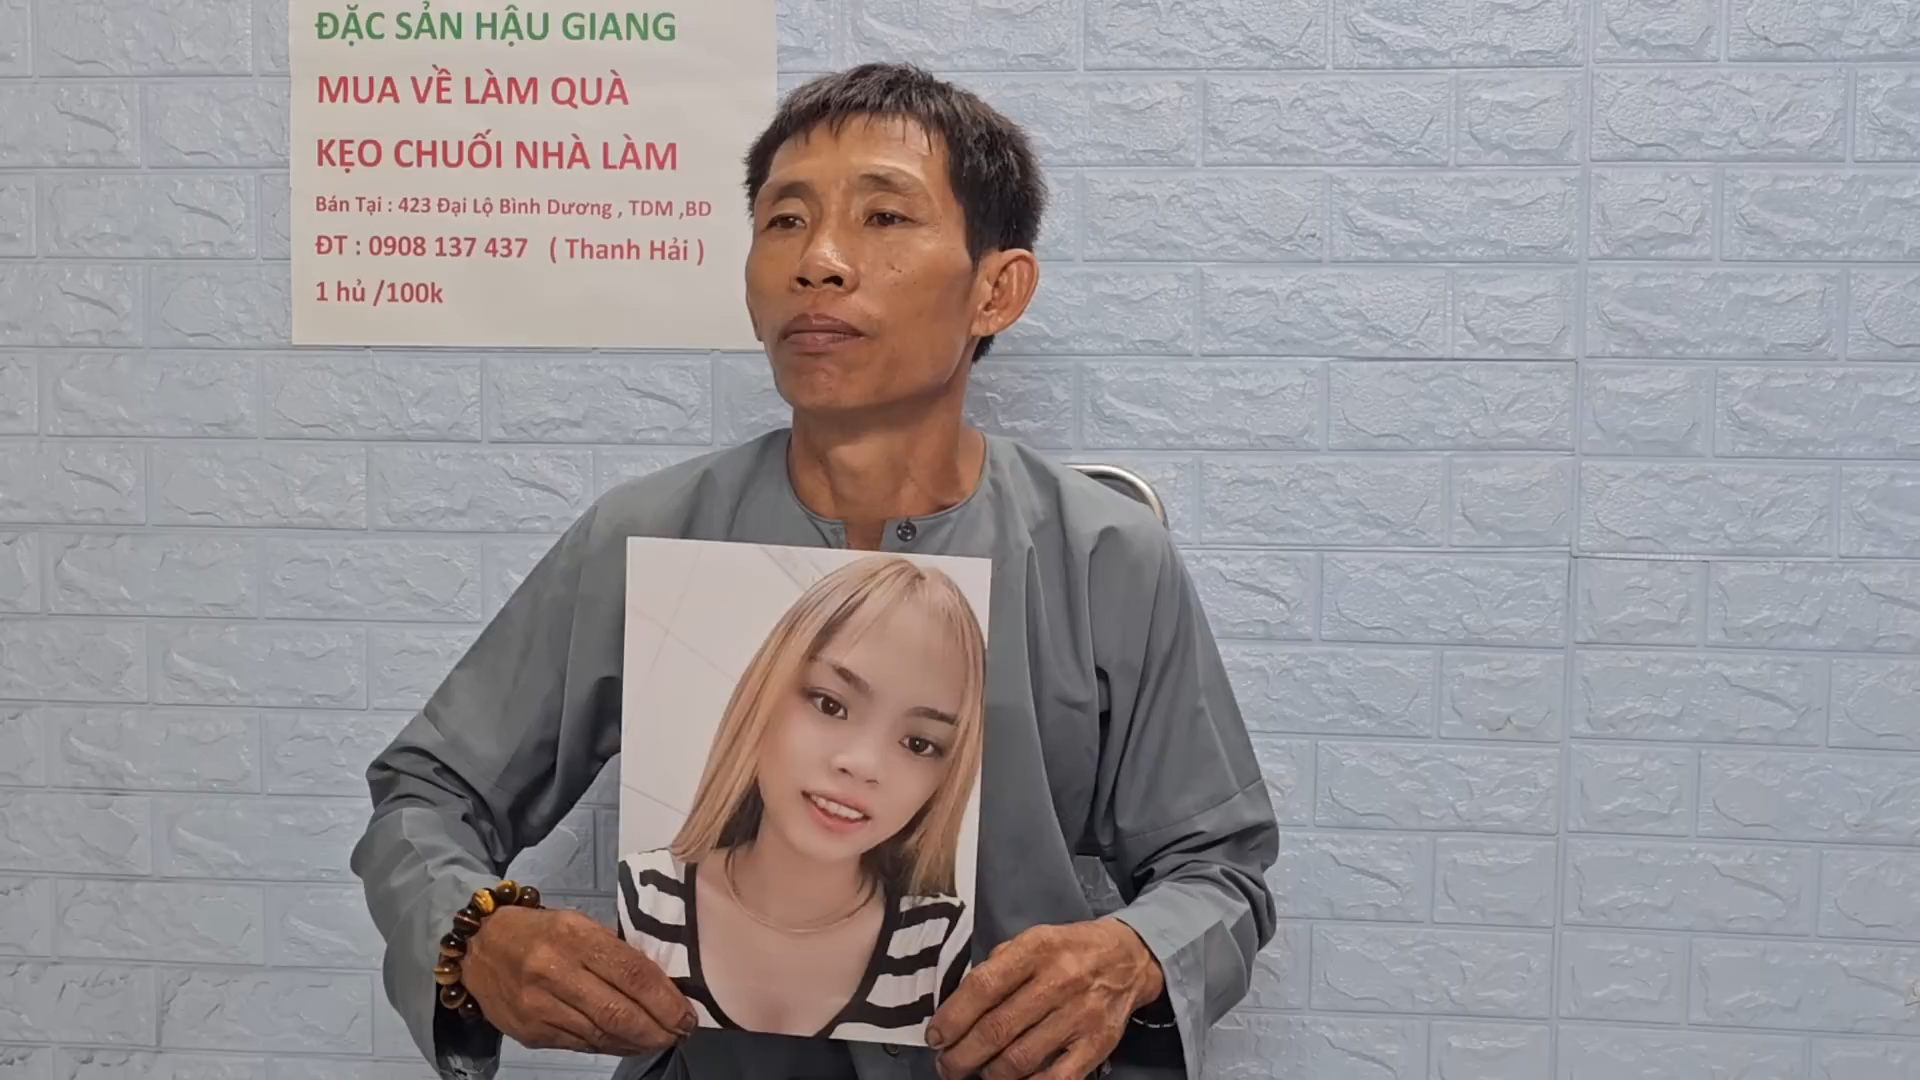 ĐẶC SẢN HẬU GIANG
MUA VỀ LÀM QUÀ
KẸO CHUỐI NHÀ LÀM
Bán Tại : 423 Đại Lộ Bình Dương , TDM ,BD
ĐT : 0908 137 437 ( Thanh Hải )
1 hủ /100k